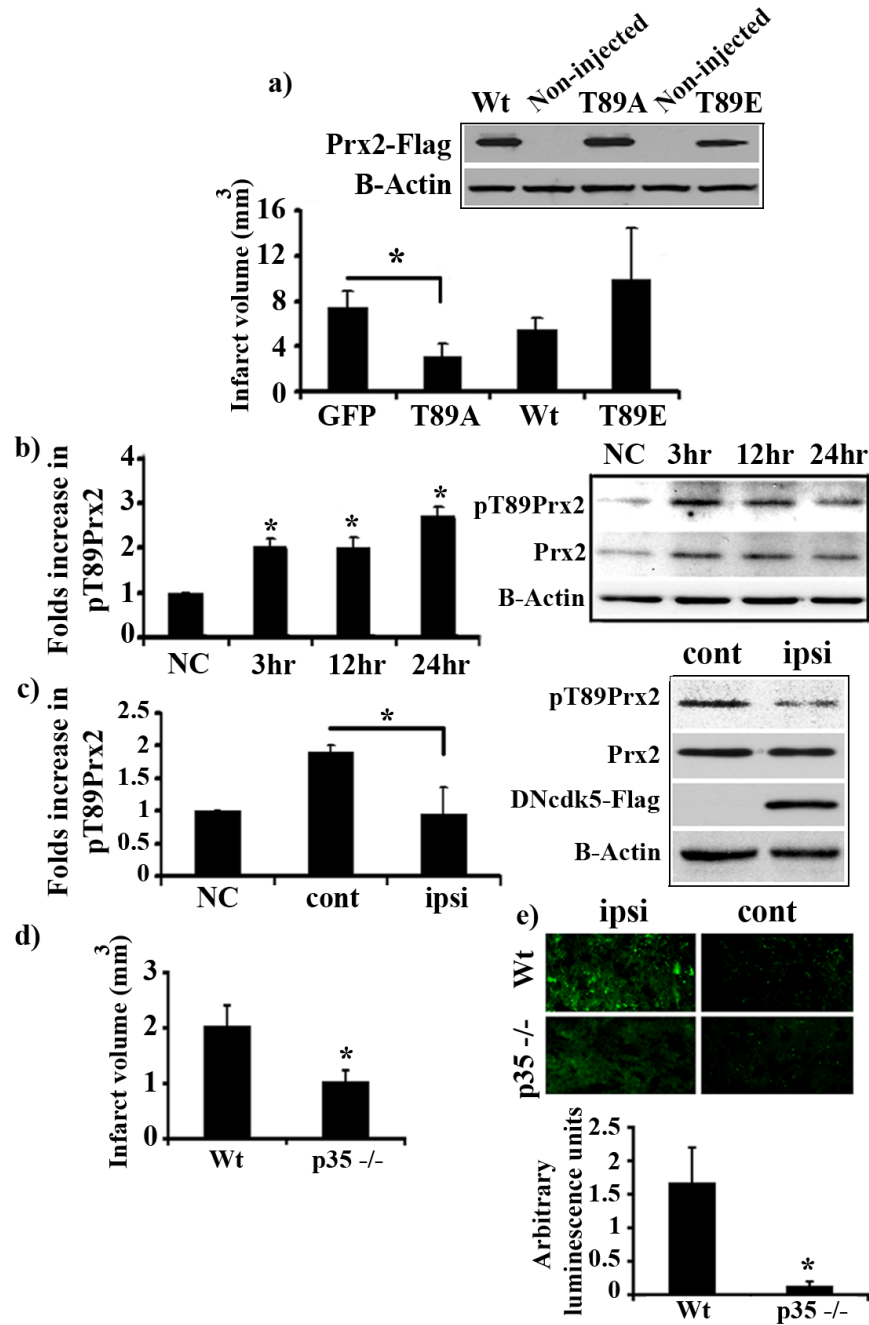 a)
Wt Non-injected T89A Non-injected T89E
Prx2-Flag
B-Actin
Infarct volume (mm3)
16
12
8
4
0
*
GFP T89A Wt T89E
b)
Folds increase in
pT89Prx2
4
3
2
1
0
* * *
NC 3hr 12hr 24hr
NC 3hr 12hr 24hr
pT89Prx2
Prx2
B-Actin
c)
Folds increase in
pT89Prx2
2.5
2
1.5
1
0.5
0
*
NC cont ipsi
cont ipsi
pT89Prx2
Prx2
DNcdk5-Flag
B-Actin
d)
Infarct volume (mm3)
3
2
1
0
*
Wt p35 -/-
e)
ipsi cont
Wt
p35 -/-
Arbitrary
luminescence units
2.5
2
1.5
1
0.5
0
*
Wt p35 -/-